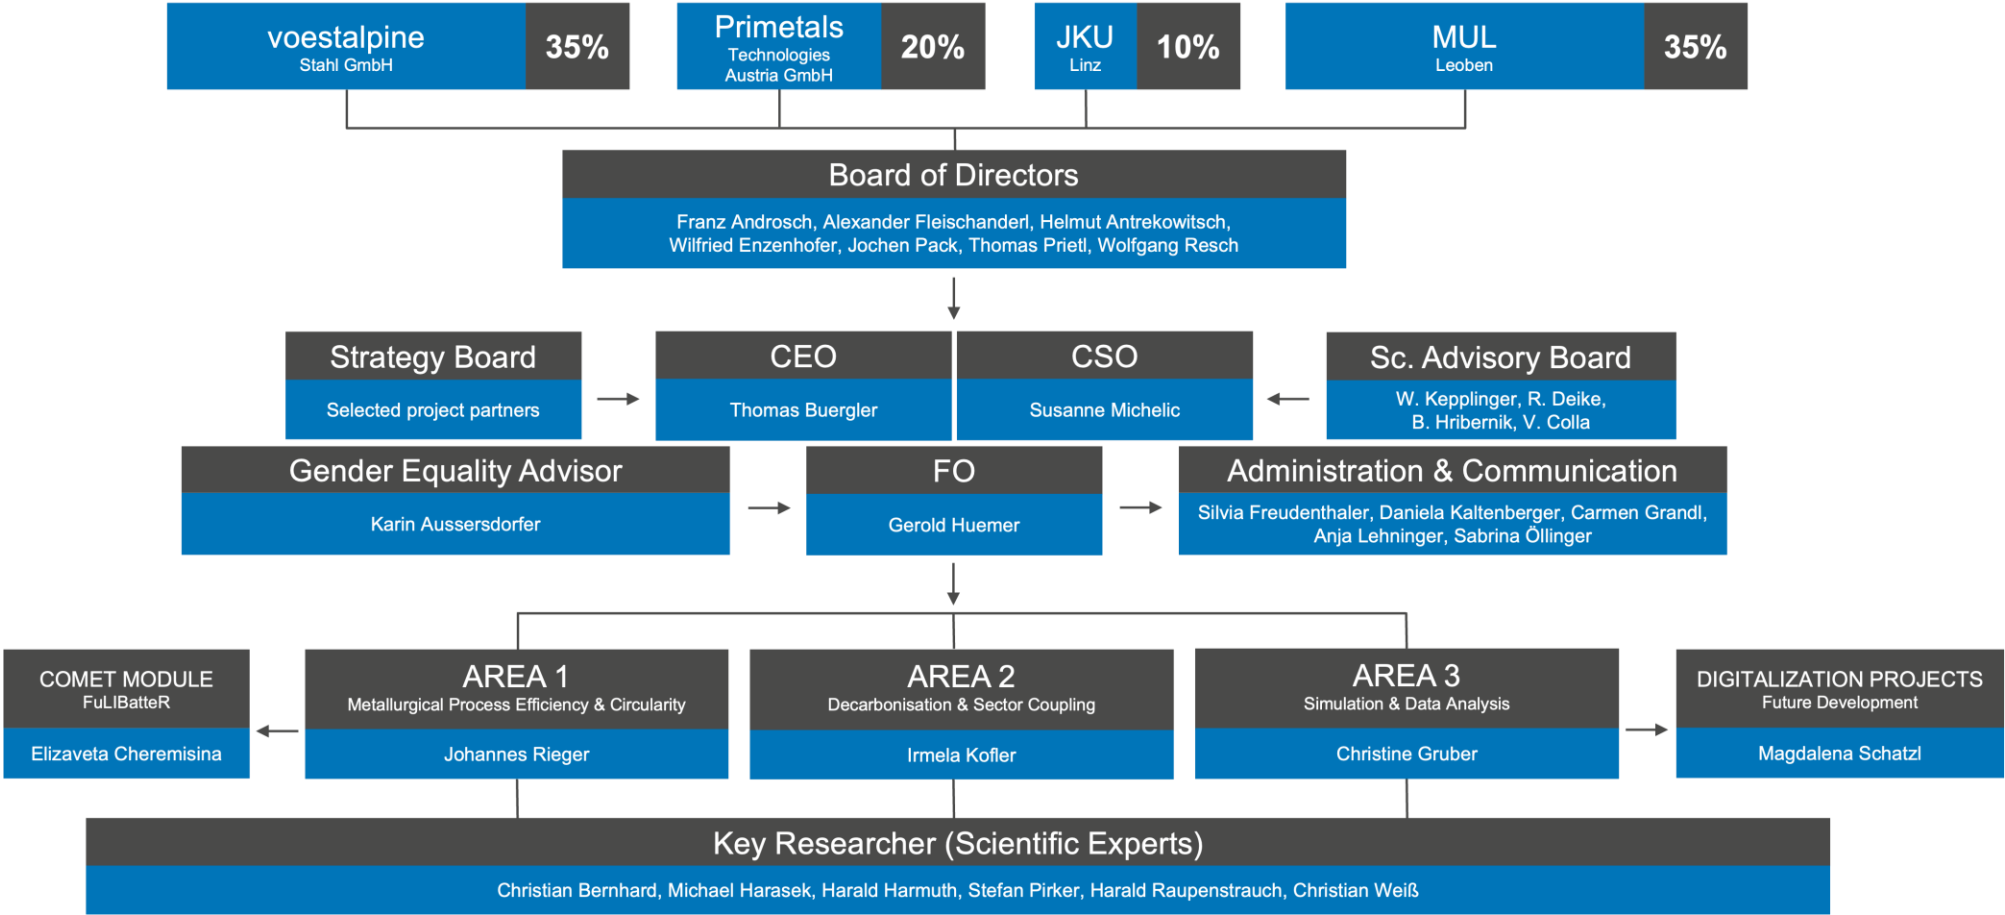 voestalpine
Stahl GmbH
35%
Primetals
Technologies
Austria GmbH
20%
JKU
Linz
10%
MUL
Leoben
35%
Board of Directors
Franz Androsch, Alexander Fleischanderl, Helmut Antrekowitsch,
Wilfried Enzenhofer, Jochen Pack, Thomas Prietl, Wolfgang Resch
Strategy Board
Selected project partners
CEO
Thomas Buergler
CSO
Susanne Michelic
Sc. Advisory Board
W. Kepplinger, R. Deike,
B. Hribernik, V. Colla
Gender Equality Advisor
Karin Aussersdorfer
FO
Gerold Huemer
Administration & Communication
Silvia Freudenthaler, Daniela Kaltenberger, Carmen Grandl,
Anja Lehninger, Sabrina Öllinger
COMET MODULE
FuLIBatteR
Elizaveta Cheremisina
AREA 1
Metallurgical Process Efficiency & Circularity
Johannes Rieger
AREA 2
Decarbonisation & Sector Coupling
Irmela Kofler
AREA 3
Simulation & Data Analysis
Christine Gruber
DIGITALIZATION PROJECTS
Future Development
Magdalena Schatzl
Key Researcher (Scientific Experts)
Christian Bernhard, Michael Harasek, Harald Harmuth, Stefan Pirker, Harald Raupenstrauch, Christian Weiß